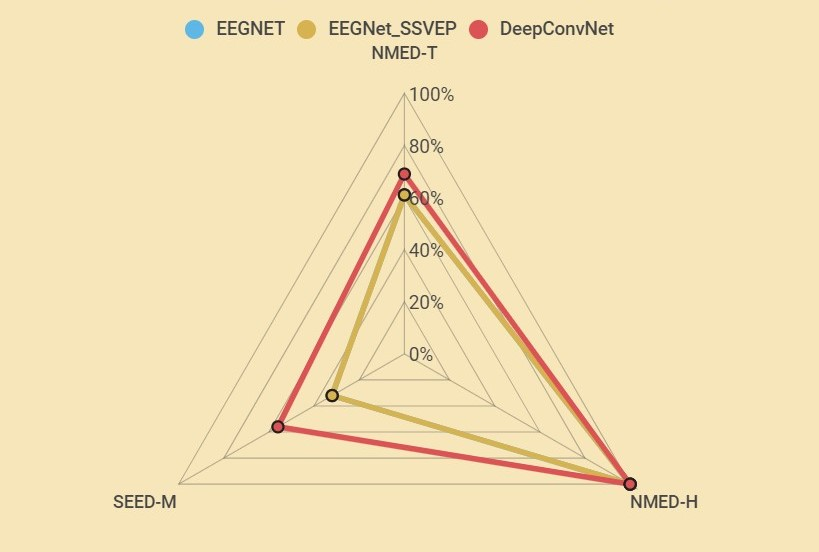 EEGNET EEGNet_SSVEP DeepConvNet
NMED-T
100%
80%
60%
40%
20%
0%
SEED-M
NMED-H